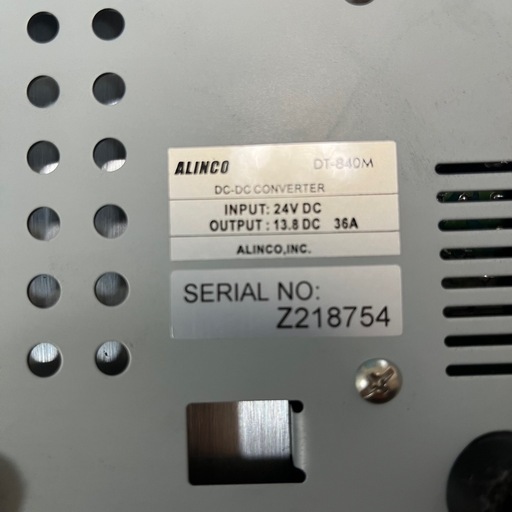 ALINCO DT-840M
DC-DC CONVERTER
INPUT: 24V DC
OUTPUT : 13.8 DC 36A
ALINCO,INC.
SERIAL NO:
Z218754